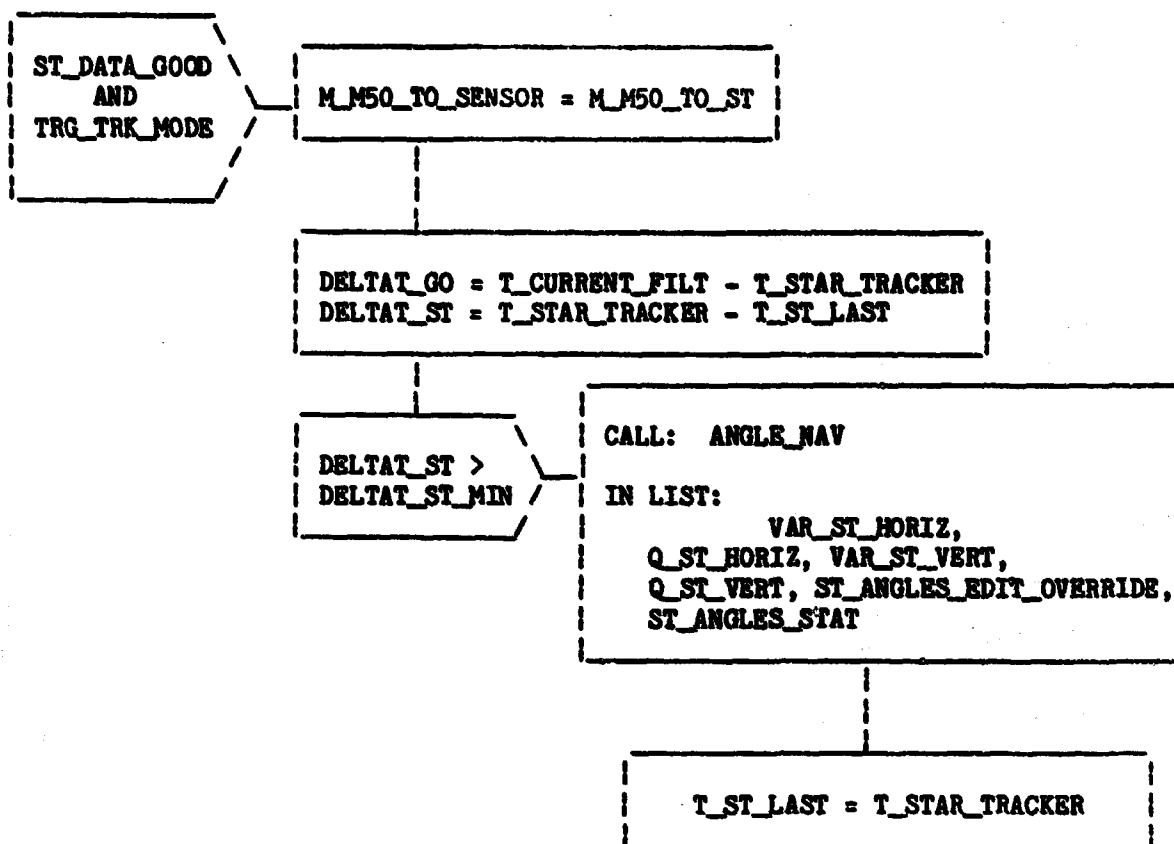 ST_DATA_GOOD
AND
TRG_TRK_MODE
M_M50_TO_SENSOR = M_M50_TO_ST
DELTAT_GO = T_CURRENT_FILT - T_STAR_TRACKER
DELTAT_ST = T_STAR_TRACKER - T_ST_LAST
DELTAT_ST >
DELTAT_ST_MIN
CALL: ANGLE_NAV
IN LIST:
VAR_ST_HORIZ,
Q_ST_HORIZ, VAR_ST_VERT,
Q_ST_VERT, ST_ANGLES_EDIT_OVERRIDE,
ST_ANGLES_STAT
T_ST_LAST = T_STAR_TRACKER